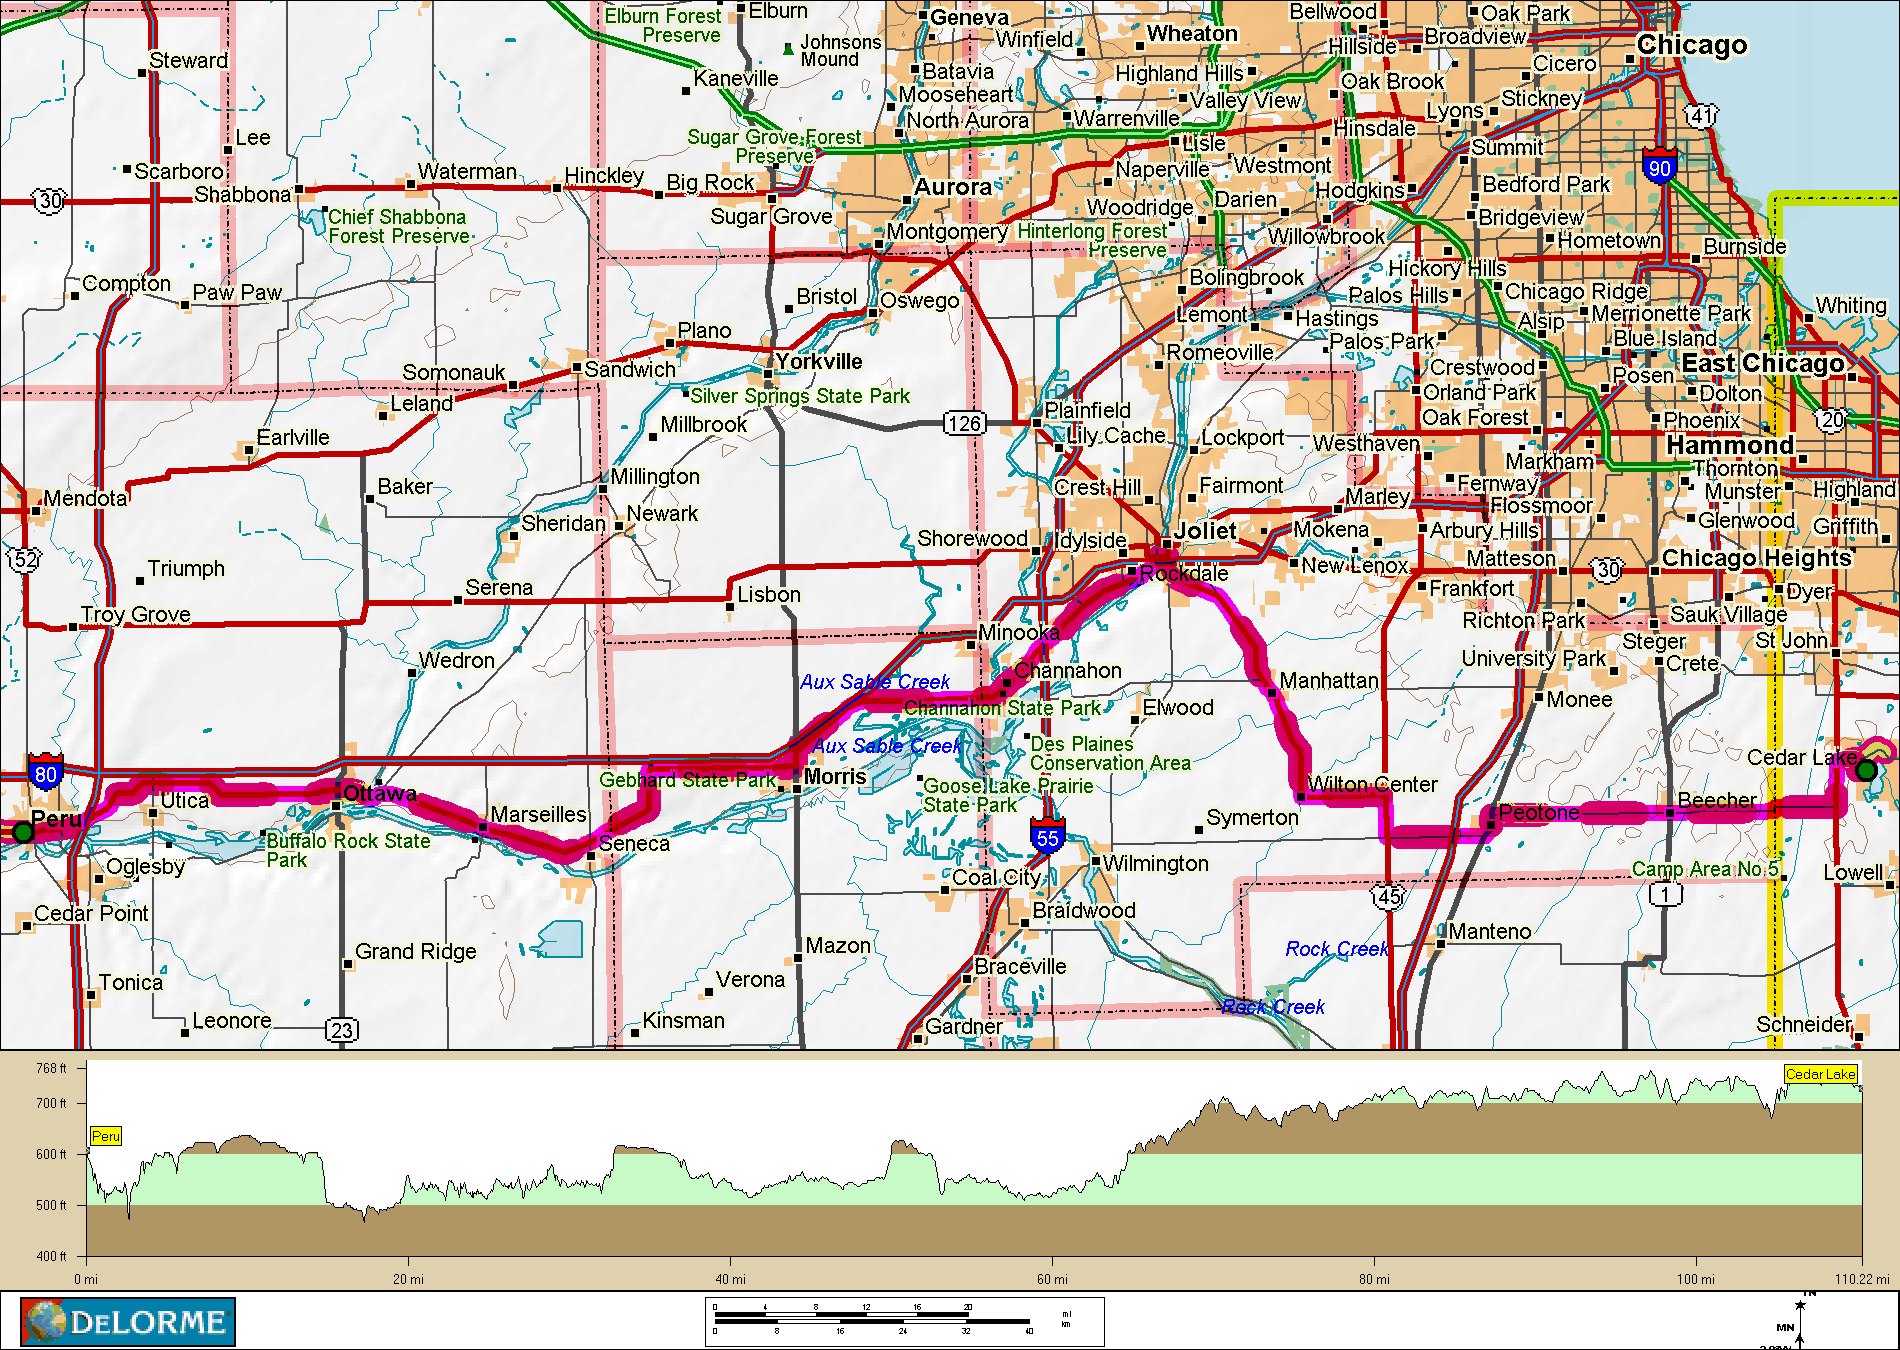 Elburn Forest
Preserve
Elburn
Geneva
Winfield
Wheaton
Bellwood
Oak Park
Hillside
Broadview
Chicago
Steward
Johnsons
Mound
Kaneville
Batavia
Highland Hills
Oak Brook
Cicero
Mooseheart
Valley View
Lyons
Stickney
41
Lee
Sugar Grove Forest
Preserve
North Aurora
Warrenville
Lisle
Hinsdale
Summit
Scarboro
Waterman
Hinckley
Big Rock
Aurora
Naperville
Westmont
90
30
Shabbona
Sugar Grove
Woodridge
Darien
Hodgkins
Bedford Park
Bridgeview
Chief Shabbona
Forest Preserve
Montgomery
Hinterlong Forest
Preserve
Willowbrook
Hometown
Burnside
Compton
Paw Paw
Bristol
Oswego
Bolingbrook
Hickory Hills
Palos Hills
Chicago Ridge
Whiting
Plano
Lemont
Hastings
Alsip
Merrionette Park
Yorkville
Romeoville
Palos Park
Blue Island
East Chicago
Somonauk
Sandwich
Crestwood
Posen
Leland
Silver Springs State Park
Orland Park
Dolton
Millbrook
126
Plainfield
Oak Forest
Phoenix
20
Earlville
Lily Cache
Lockport
Westhaven
Hammond
Mendota
Baker
Millington
Crest Hill
Fairmont
Marley
Markham
Fernway
Thornton
Munster
Highland
Sheridan
Newark
Flossmoor
Glenwood
Griffith
52
Shorewood
Idylside
Joliet
Mokena
Arbury Hills
Triumph
Rockdale
New Lenox
Matteson
30
Chicago Heights
Troy Grove
Serena
Lisbon
Frankfort
Dyer
Minooka
Richton Park
Sauk Village
Steger
St John
Wedron
Aux Sable Creek
Channahon
Manhattan
University Park
Crete
Channahon State Park
Elwood
Monee
80
Aux Sable Creek
Des Plaines
Conservation Area
Cedar Lake
Gebhard State Park
Morris
Goose Lake Prairie
State Park
Wilton Center
Peru
Utica
Ottawa
Marseilles
Symerton
Peotone
Beecher
Buffalo Rock State
Park
Seneca
55
Oglesby
Coal City
Wilmington
Camp Area No 5
Lowell
Cedar Point
Braidwood
45
1
Grand Ridge
Mazon
Rock Creek
Manteno
Tonica
Verona
Braceville
Rock Creek
Leonore
23
Kinsman
Gardner
Schneider
768 ft
700 ft
600 ft
500 ft
400 ft
Peru
Cedar Lake
0 mi
20 mi
40 mi
60 mi
80 mi
100 mi
110.22 mi
DELORME
0 4 8 12 16 20
mi
km
0 8 16 24 32 40
TN
MN